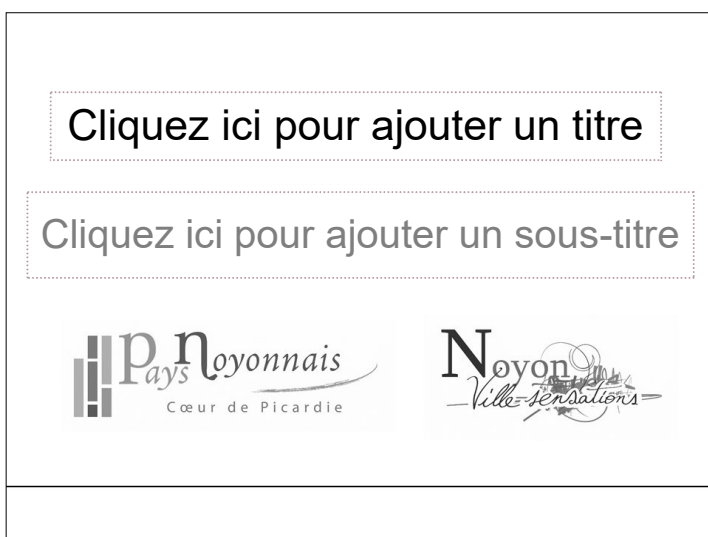 Cliquez ici pour ajouter un titre
Cliquez ici pour ajouter un sous-titre
Pays Noyonnais
Cœur de Picardie
Noyon
Ville-sensations